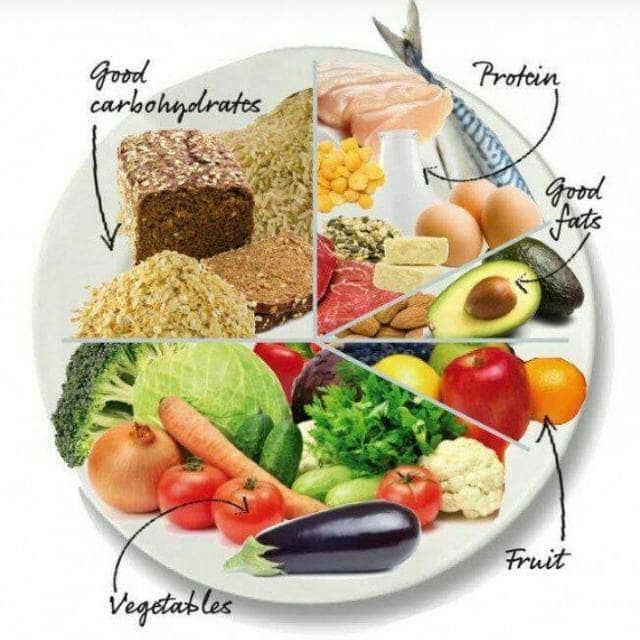 Good
carbohydrates
Protein
Good
fats
Fruit
Vegetables